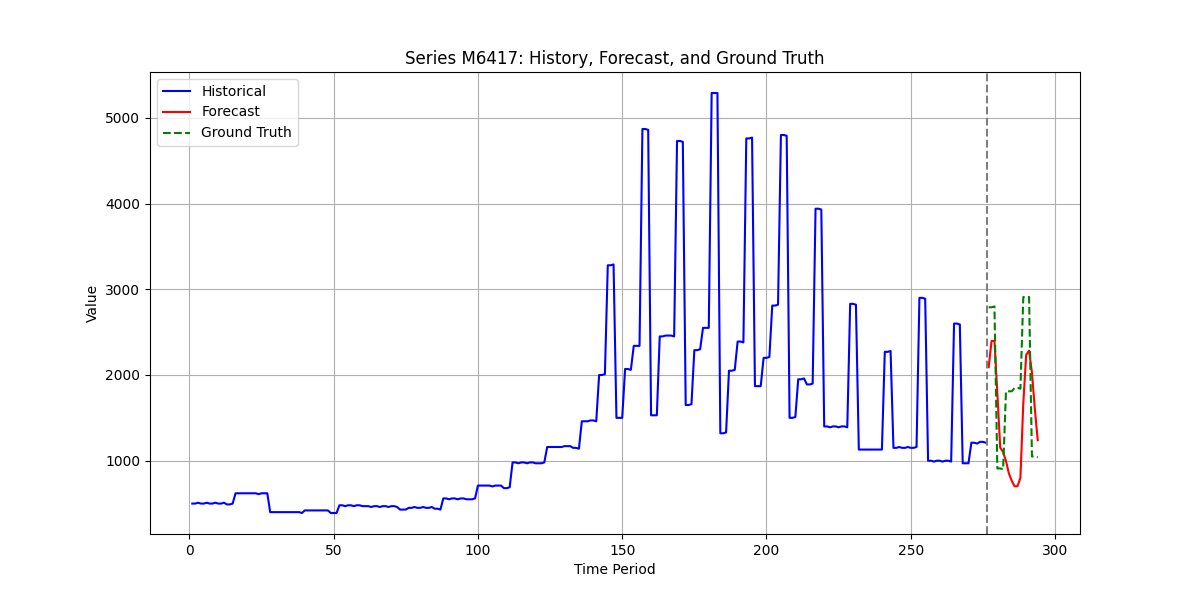 Series M6417: History, Forecast, and Ground Truth
Historical
Forecast
Ground Truth
5000
4000
3000
2000
1000
Value
0 50 100 150 200 250 300
Time Period